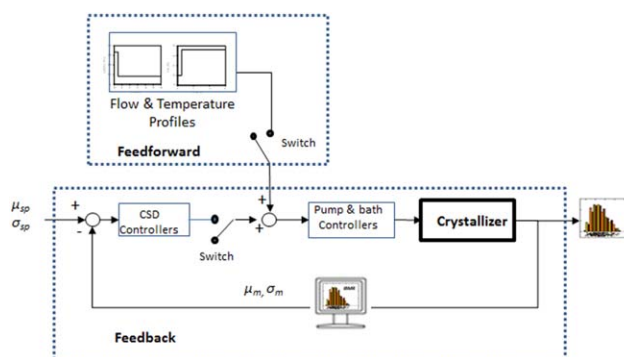 Flow & Temperature
Profiles
Switch
Feedforward
μsp
σsp
+
-
CSD
Controllers
Switch
+
+
Pump & bath
Controllers
Crystallizer
μm, σm
Feedback